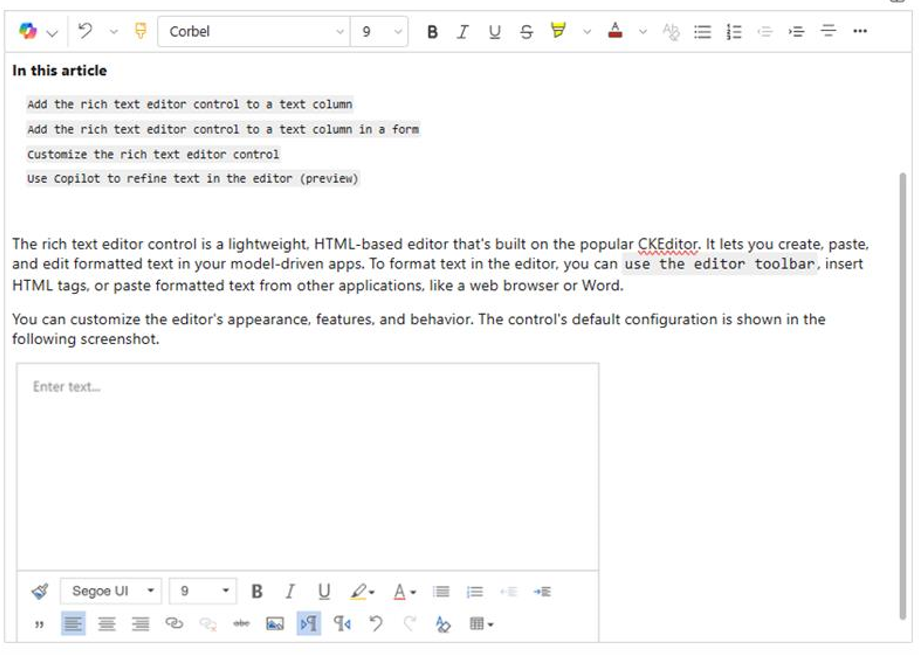 Corbel 9 B I U S
In this article
Add the rich text editor control to a text column
Add the rich text editor control to a text column in a form
Customize the rich text editor control
Use Copilot to refine text in the editor (preview)
The rich text editor control is a lightweight, HTML-based editor that's built on the popular CKEditor. It lets you create, paste,
and edit formatted text in your model-driven apps. To format text in the editor, you can use the editor toolbar, insert
HTML tags, or paste formatted text from other applications, like a web browser or Word.
You can customize the editor's appearance, features, and behavior. The control's default configuration is shown in the
following screenshot.
Enter text...
Segoe UI 9 B I U A
abc